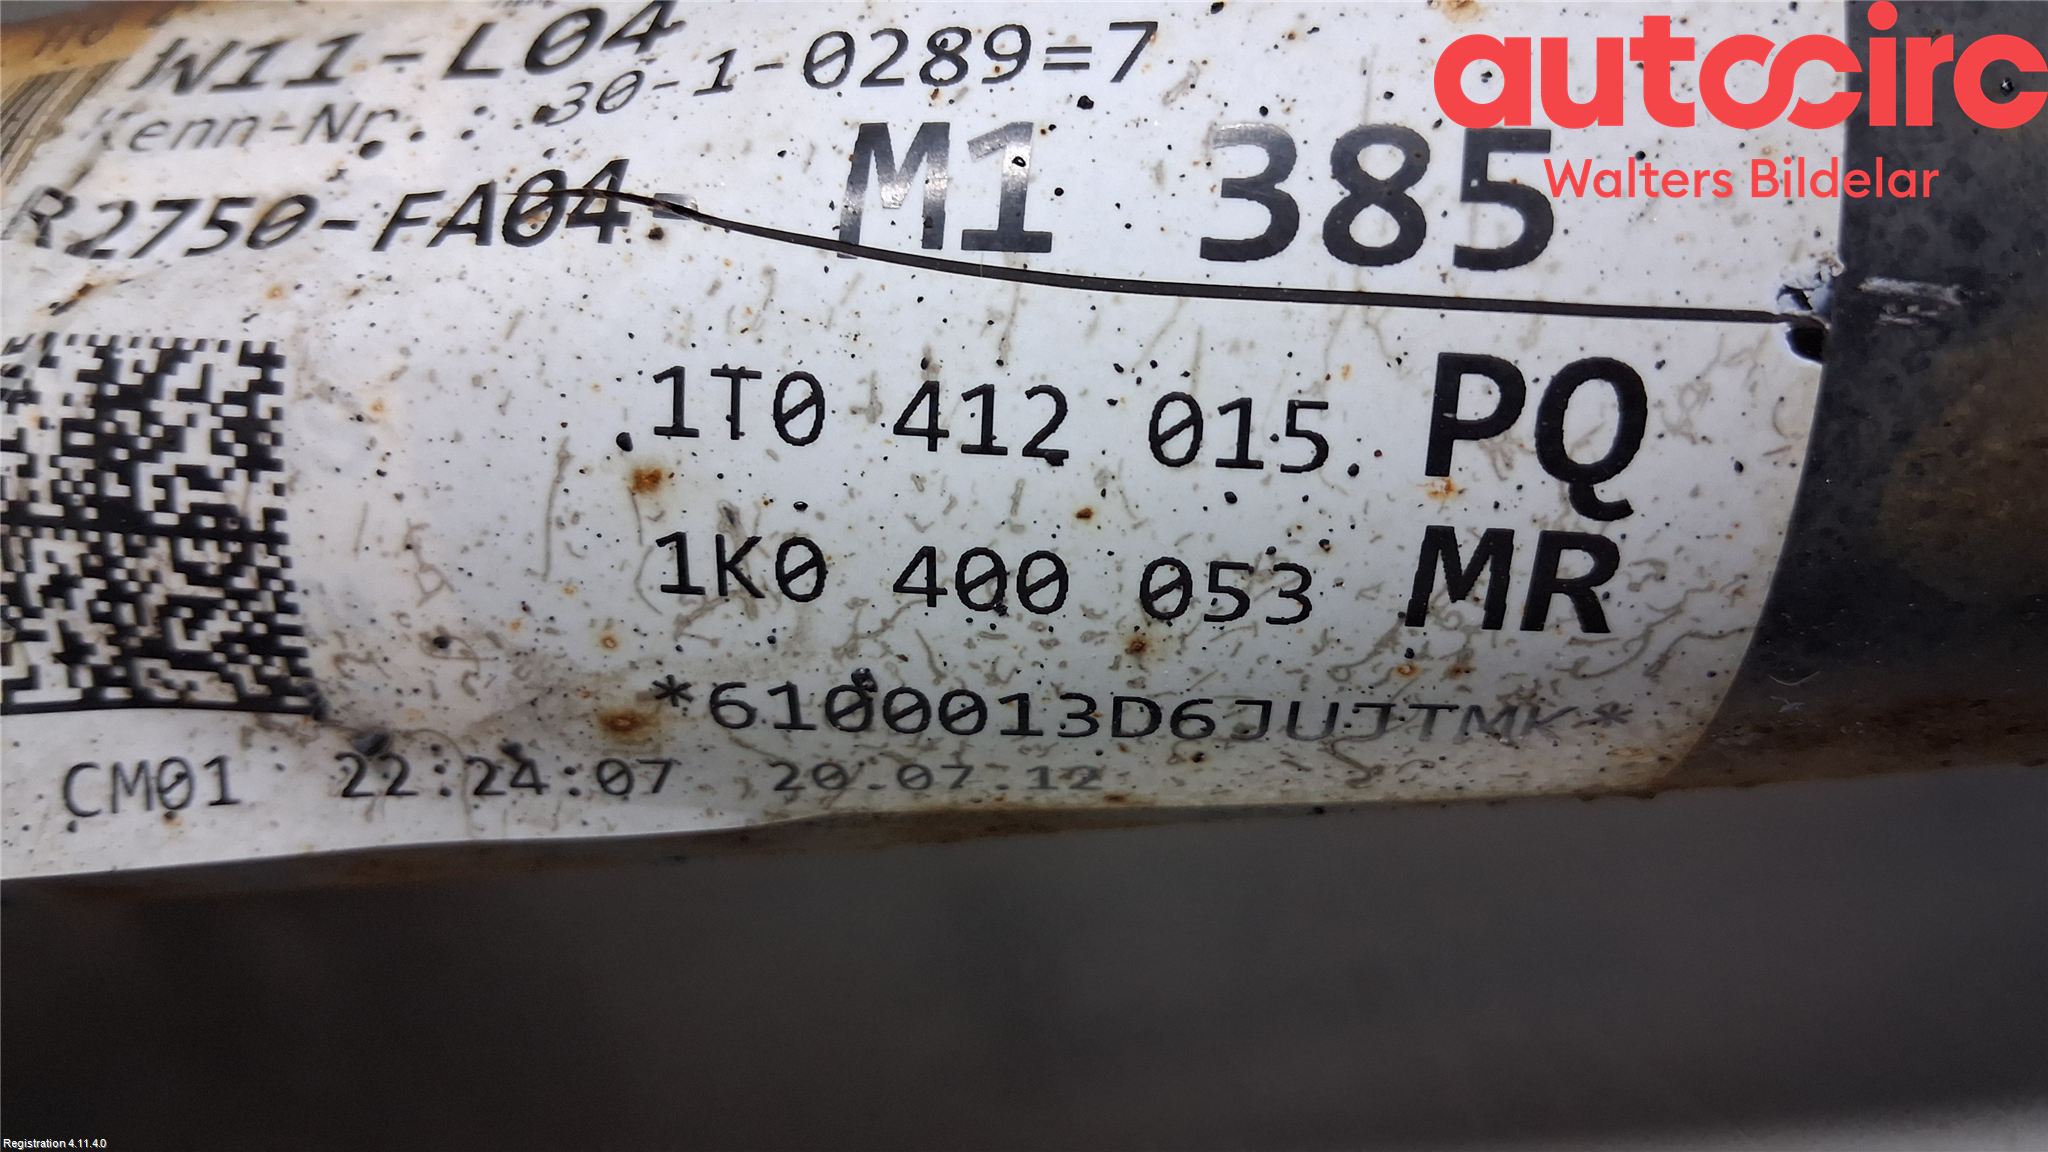 W11-L04
Kenn-Nr.: 30-1-0289=7
R2750-FA04-
M1 385
1T0 412 015 PQ
1K0 400 053 MR
*6100013D6JUJTMK*
CM01 22:24:07 20.07.12
autocirc
Walters Bildelar
Registration 4.11.4.0